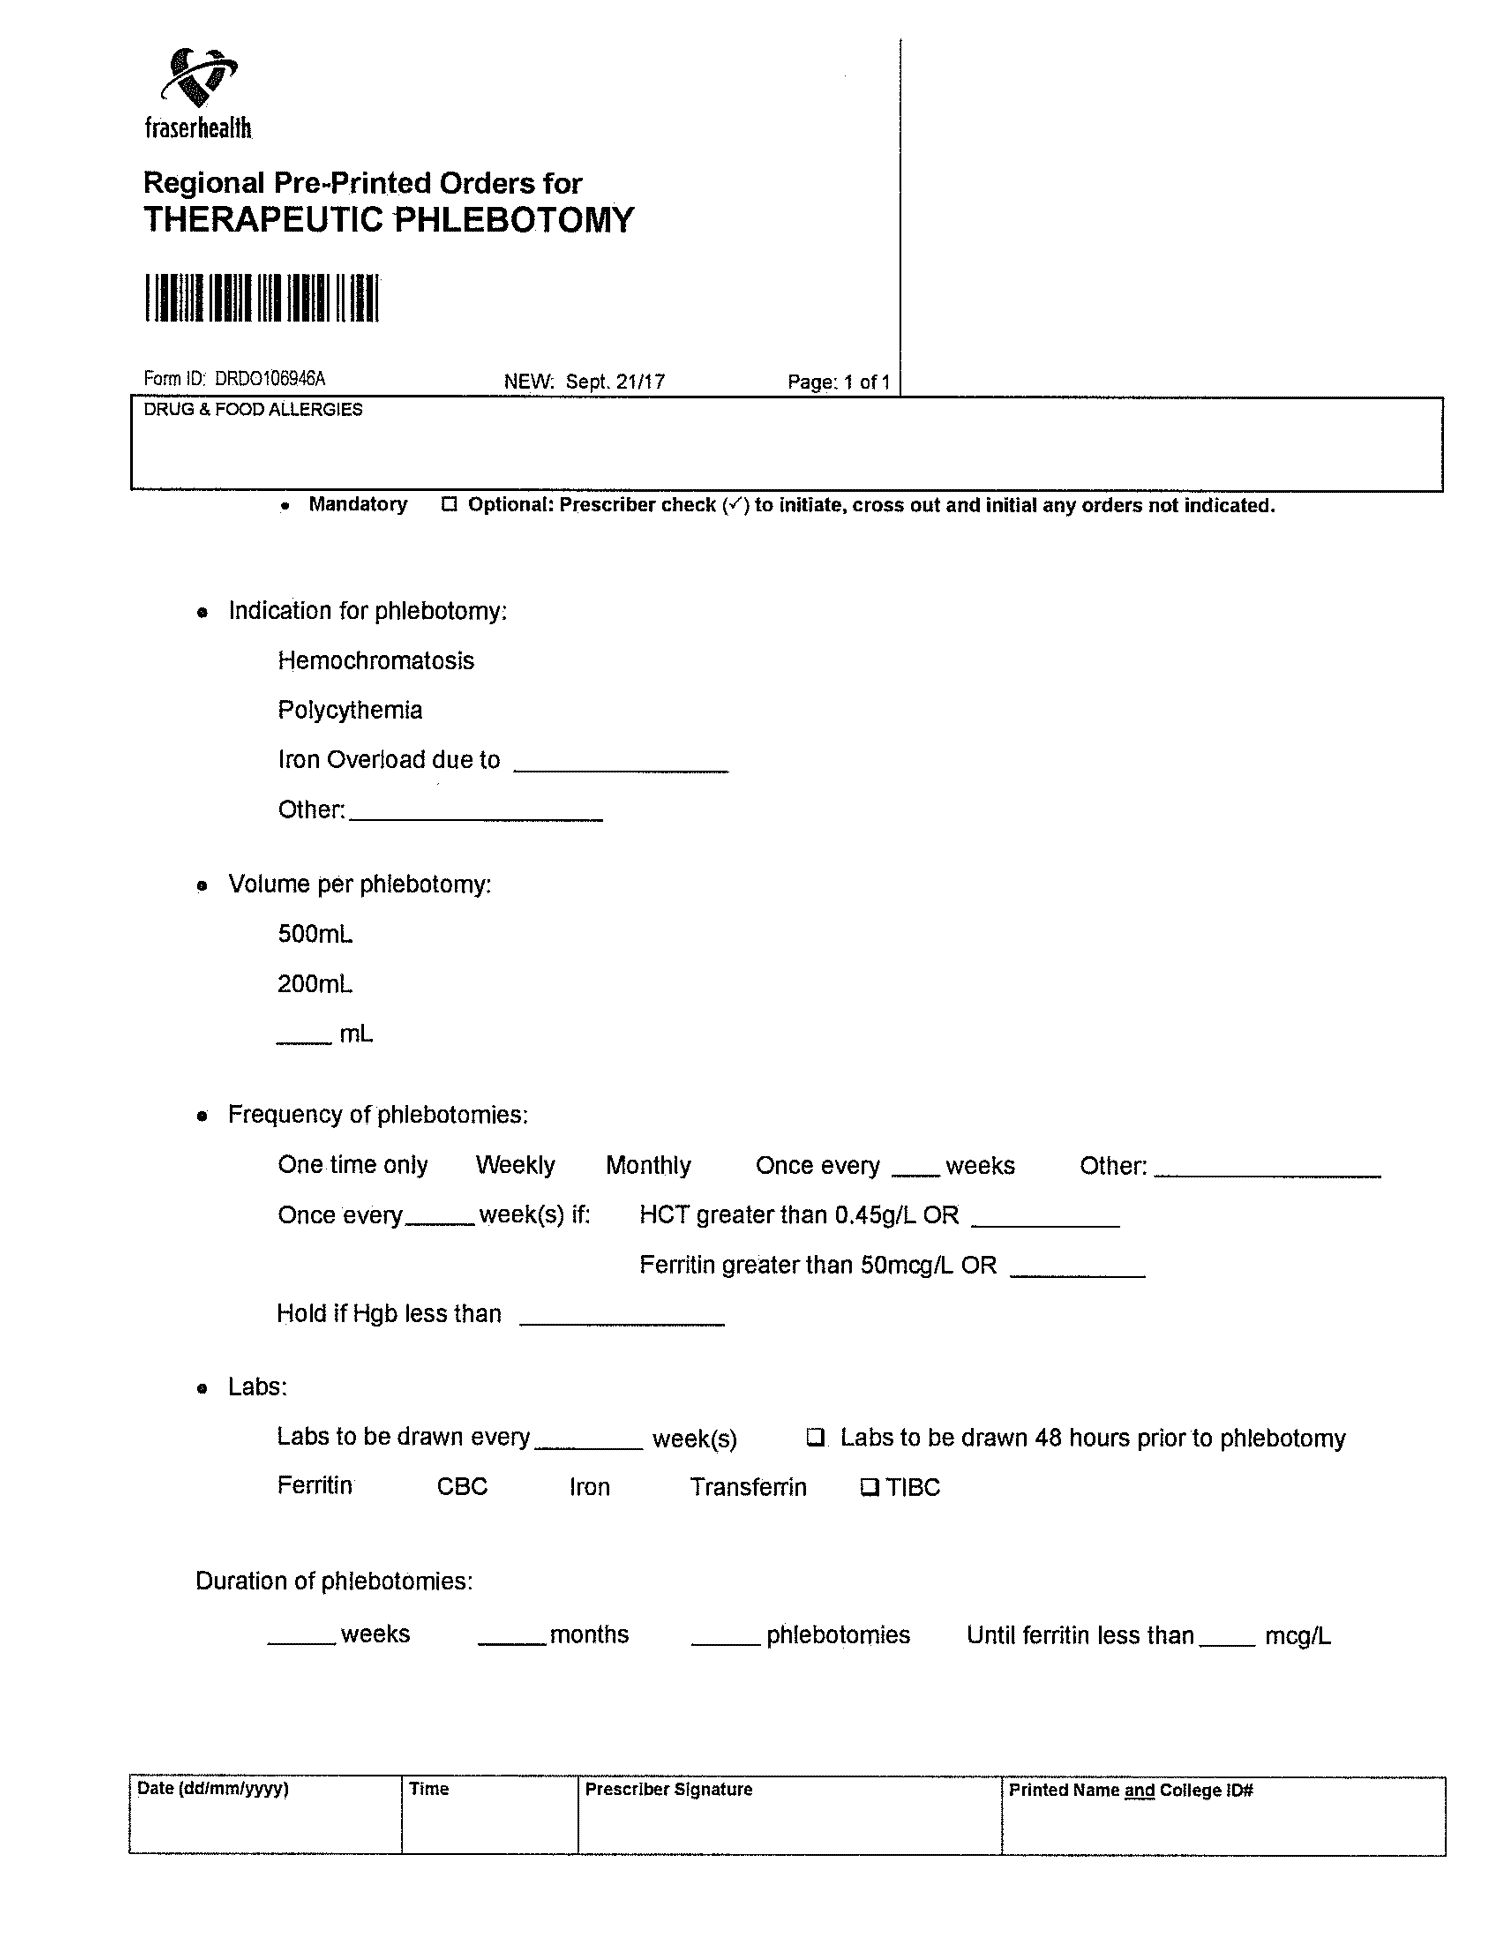 fraserhealth
Regional Pre-Printed Orders for
THERAPEUTIC PHLEBOTOMY
Form ID: DRDO106946A NEW: Sept. 21/17 Page: 1 of 1
DRUG & FOOD ALLERGIES
• Mandatory ☐ Optional: Prescriber check (✓) to initiate, cross out and initial any orders not indicated.
• Indication for phlebotomy:
Hemochromatosis
Polycythemia
Iron Overload due to ________________
Other: ___________________
• Volume per phlebotomy:
500mL
200mL
____ mL
• Frequency of phlebotomies:
One time only Weekly Monthly Once every ____ weeks Other: _________________
Once every _____ week(s) if: HCT greater than 0.45g/L OR ___________
Ferritin greater than 50mcg/L OR __________
Hold if Hgb less than _______________
• Labs:
Labs to be drawn every ________ week(s) ☐ Labs to be drawn 48 hours prior to phlebotomy
Ferritin CBC Iron Transferrin ☐ TIBC
Duration of phlebotomies:
_____ weeks _____ months _____ phlebotomies Until ferritin less than ____ mcg/L
Date (dd/mm/yyyy) Time Prescriber Signature Printed Name and College ID#